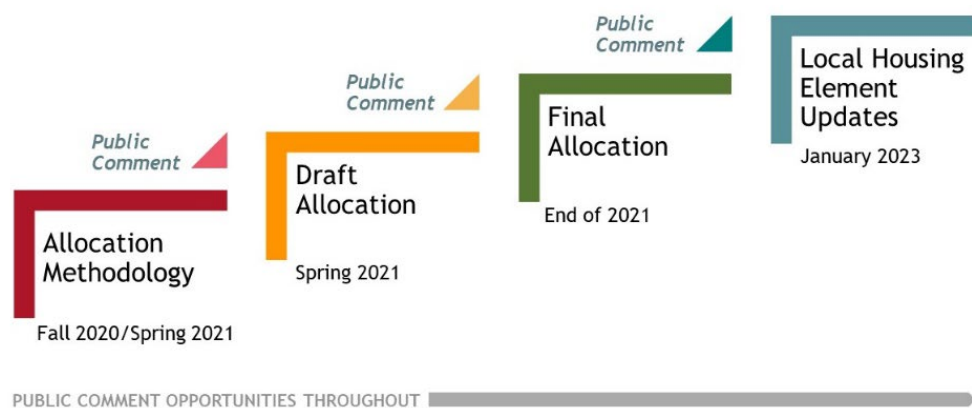 Public
Comment
Allocation
Methodology
Fall 2020/Spring 2021
Public
Comment
Draft
Allocation
Spring 2021
Public
Comment
Final
Allocation
End of 2021
Local Housing
Element
Updates
January 2023
PUBLIC COMMENT OPPORTUNITIES THROUGHOUT